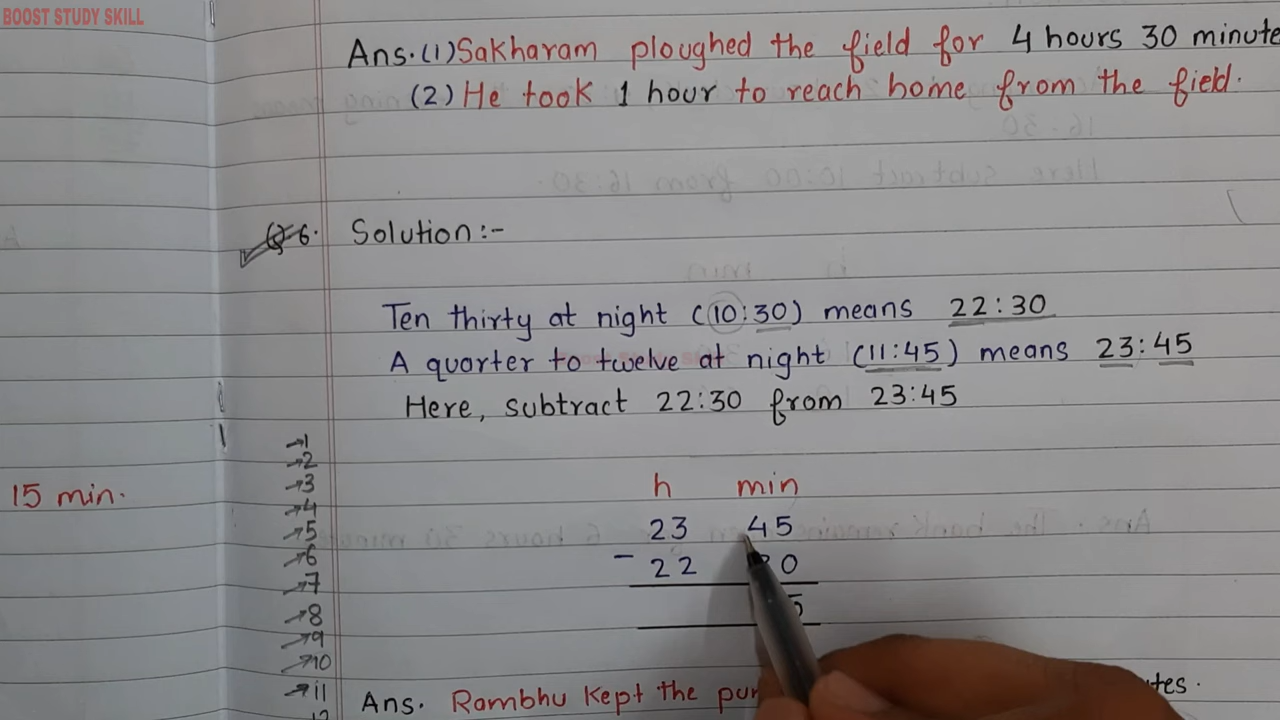 BOOST STUDY SKILL
Ans. (1) Sakharam ploughed the field for 4 hours 30 minute
(2) He took 1 hour to reach home from the field.
Q6. Solution :-
Ten thirty at night (10:30) means 22:30
A quarter to twelve at night (11:45) means 23:45
Here, subtract 22:30 from 23:45
→1
→2
→3
→4
→5
→6
→7
→8
→9
→10
→11
12
15 min.
h min
23 45
- 22 30
5
Ans. Rambhu kept the